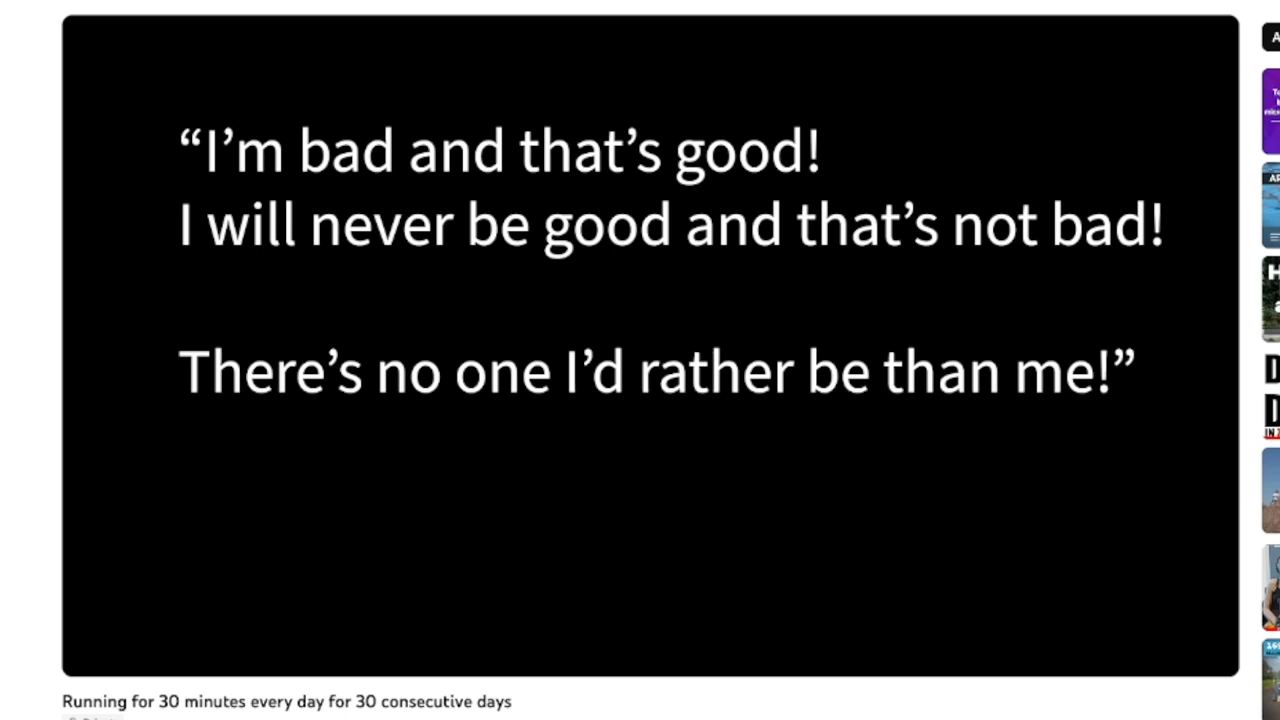 “I’m bad and that’s good!
I will never be good and that’s not bad!
There’s no one I’d rather be than me!”
Running for 30 minutes every day for 30 consecutive days